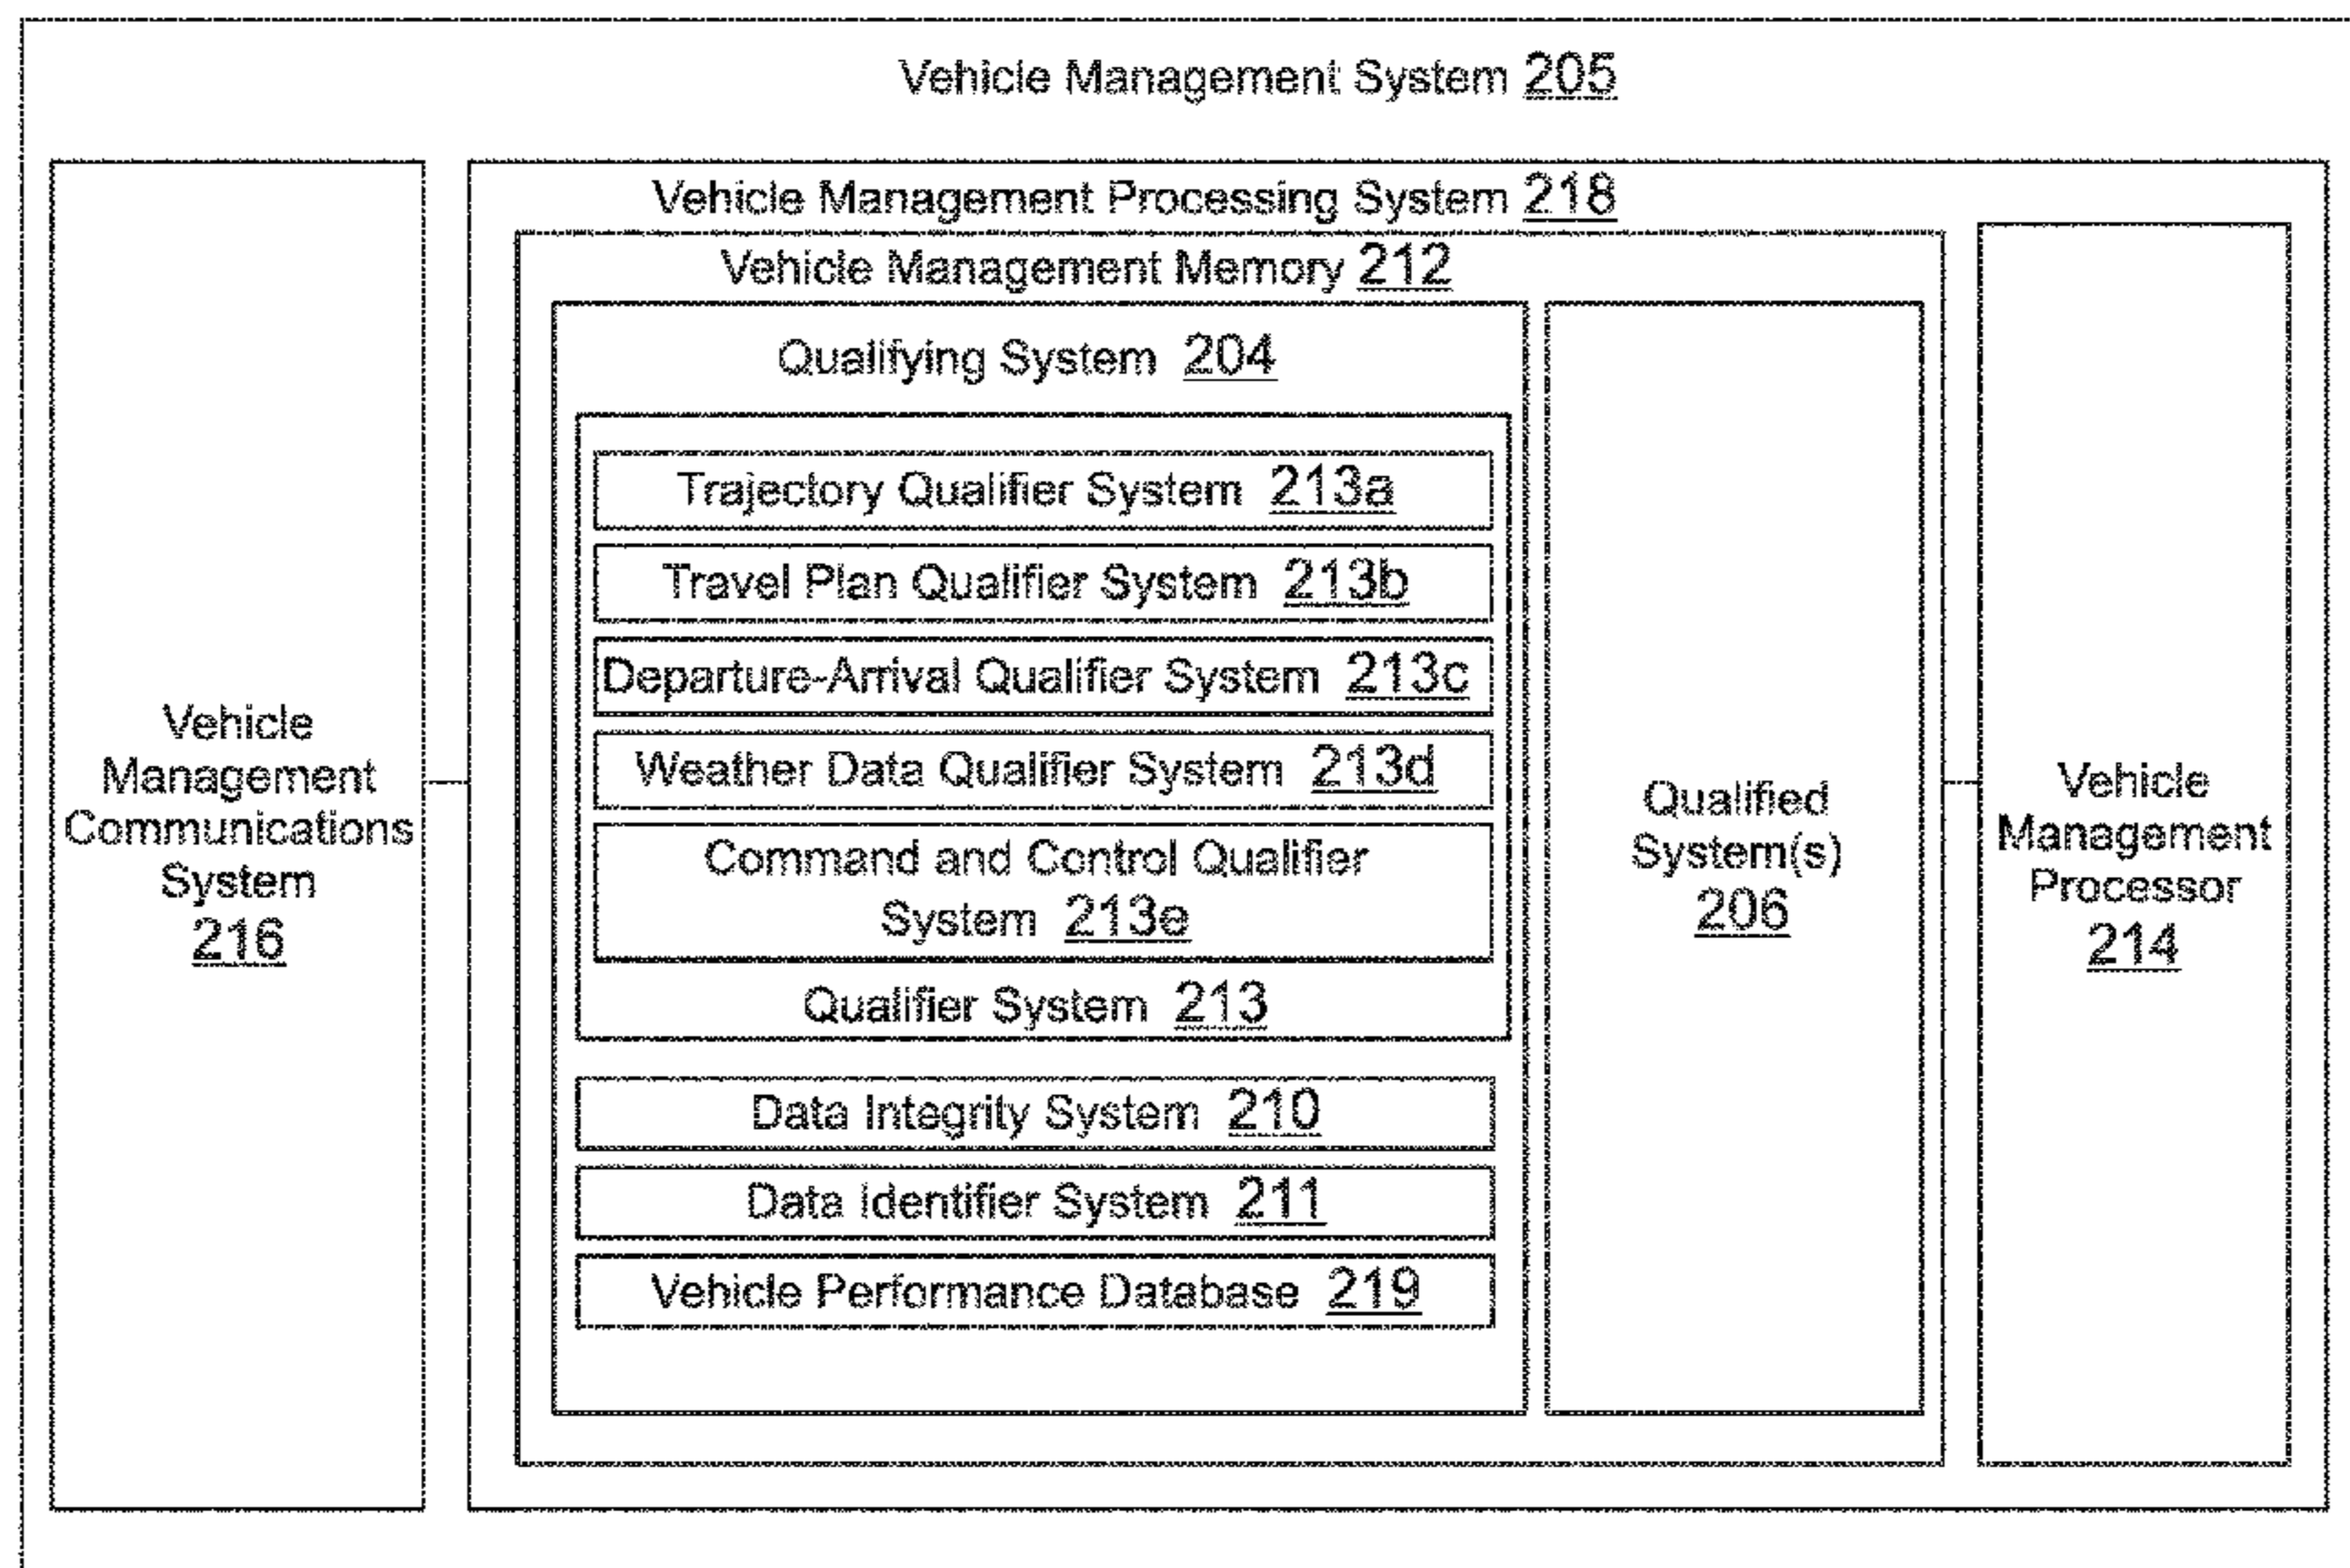 Vehicle Management System 205
Vehicle Management Processing System 218
Vehicle Management Memory 212
Qualifying System 204
Trajectory Qualifier System 213a
Travel Plan Qualifier System 213b
Departure-Arrival Qualifier System 213c
Weather Data Qualifier System 213d
Command and Control Qualifier
System 213e
Qualifier System 213
Data Integrity System 210
Data Identifier System 211
Vehicle Performance Database 219
Vehicle
Management
Communications
System
216
Qualified
System(s)
206
Vehicle
Management
Processor
214